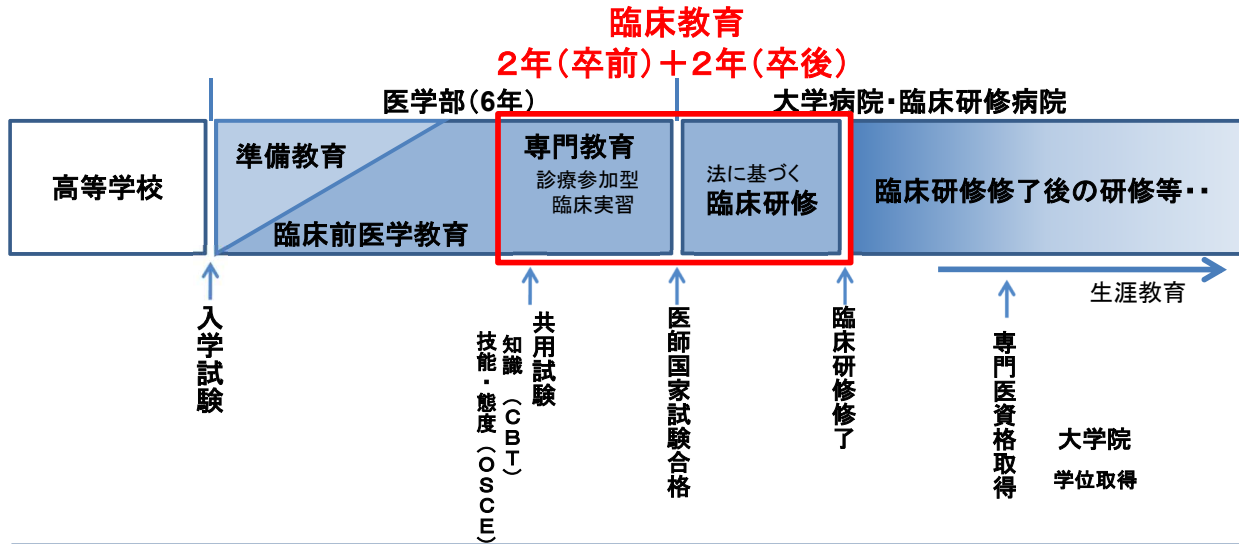 臨床教育
２年（卒前）＋２年（卒後）
医学部（6年）
大学病院・臨床研修病院
高等学校
準備教育
臨床前医学教育
専門教育
診療参加型
臨床実習
法に基づく
臨床研修
臨床研修修了後の研修等・・
生涯教育
入学試験
共用試験
知識　（ＣＢＴ）
技能・態度（ＯＳＣＥ）
医師国家試験合格
臨床研修修了
専門医資格取得
大学院
学位取得